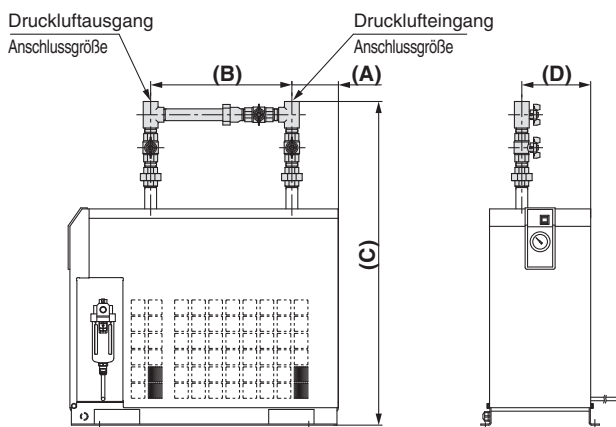 Druckluftausgang
Anschlussgröße
Drucklufteingang
Anschlussgröße
(B)
(A)
(D)
(C)